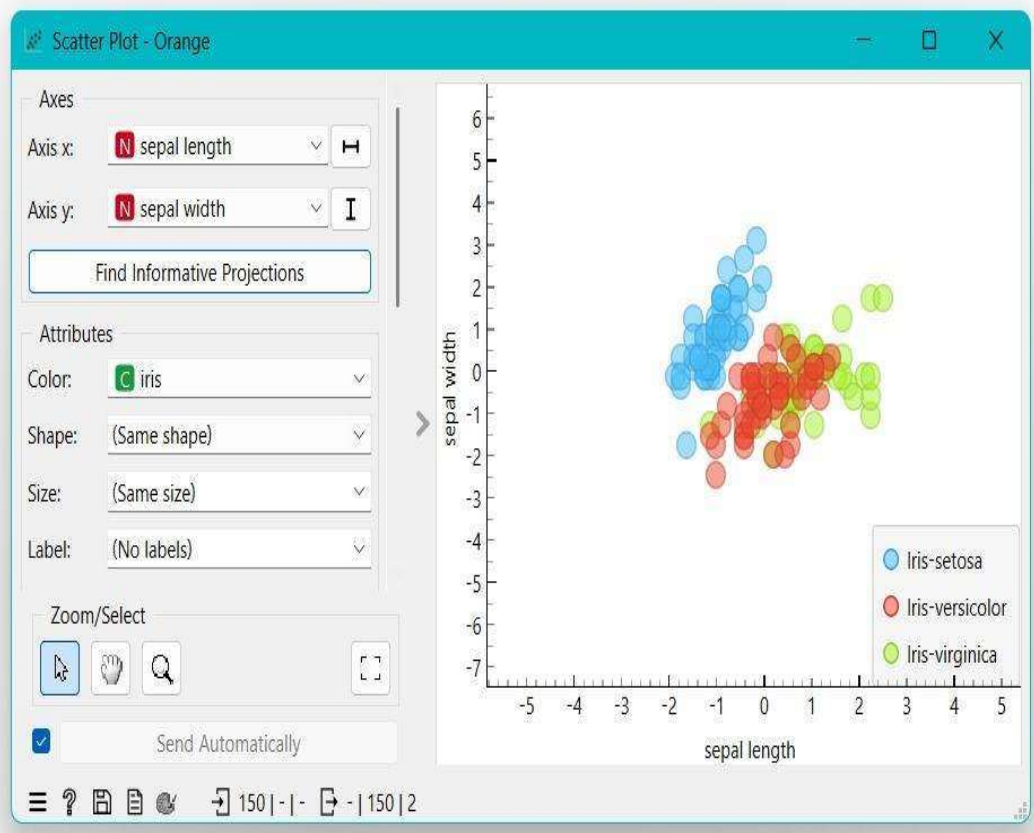 Scatter Plot - Orange
Axes
Axis x: N sepal length
Axis y: N sepal width
Find Informative Projections
Attributes
Color: C iris
Shape: (Same shape)
Size: (Same size)
Label: (No labels)
Zoom/Select
Send Automatically
? 150 | - | - - | 150 | 2
sepal width
6
5
4
3
2
1
0
-1
-2
-3
-4
-5
-6
-7
Iris-setosa
Iris-versicolor
Iris-virginica
-5 -4 -3 -2 -1 0 1 2 3 4 5
sepal length